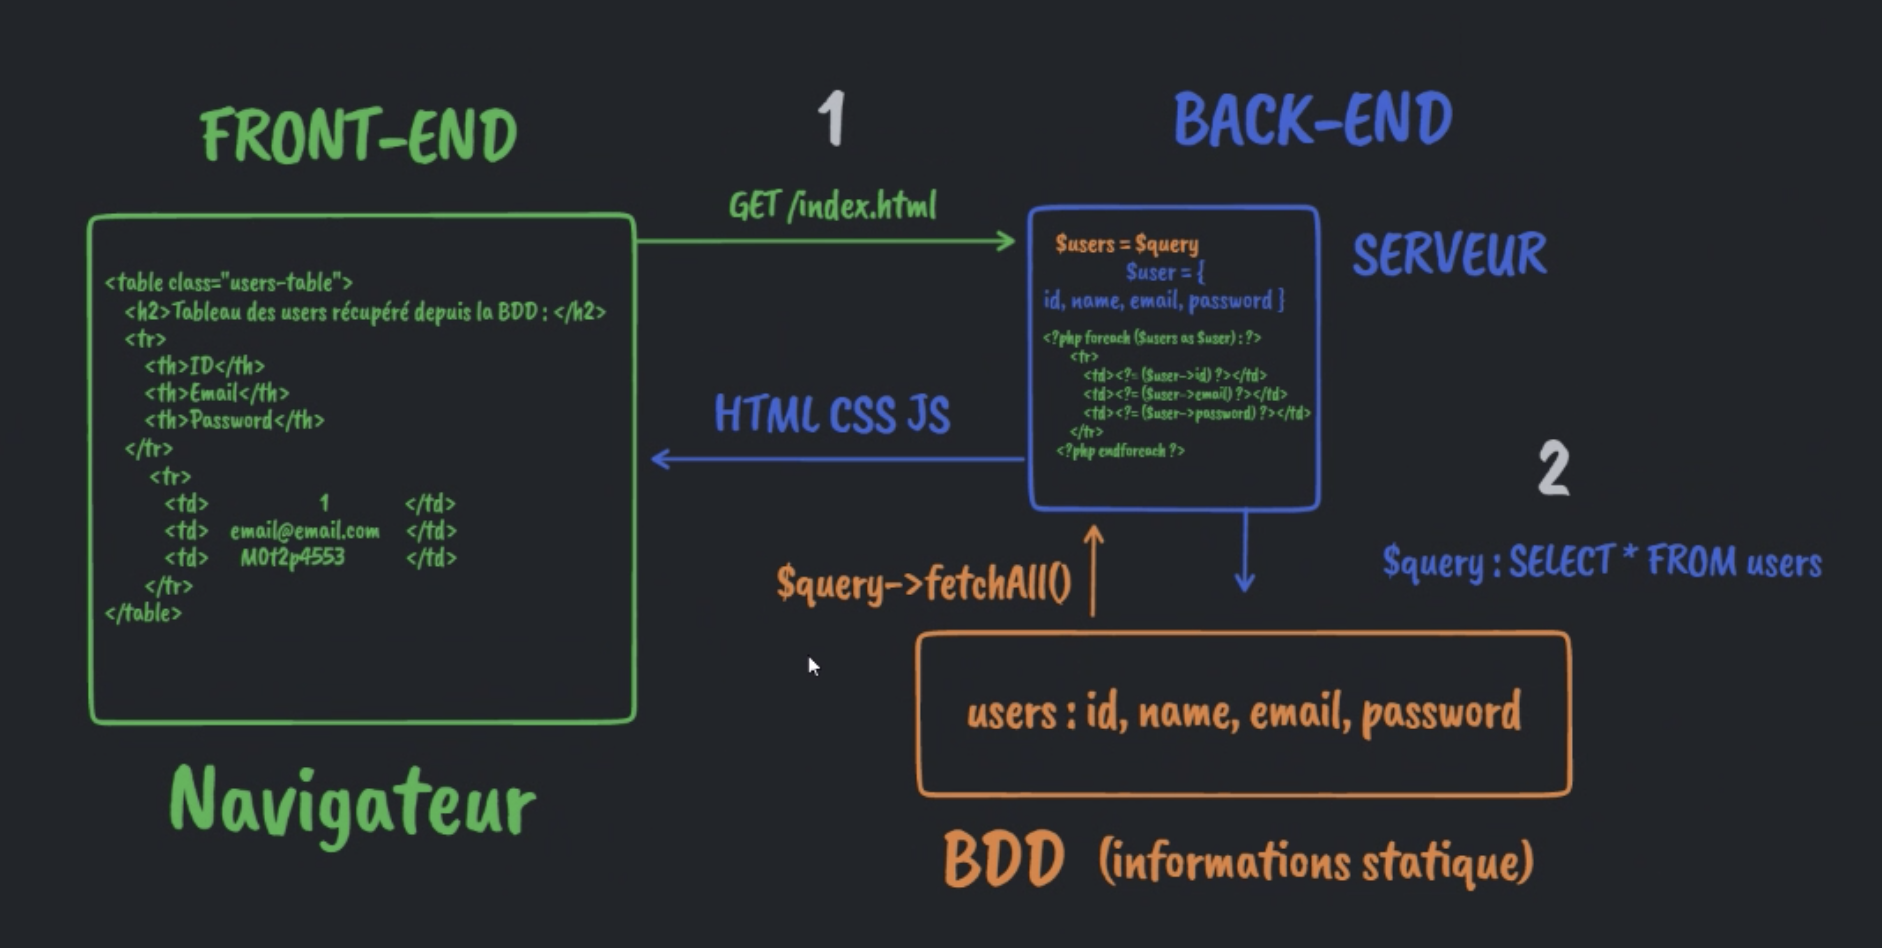 FRONT-END
1
BACK-END
GET /index.html
<table class="users-table">
<h2>Tableau des users récupéré depuis la BDD : </h2>
<tr>
<th>ID</th>
<th>Email</th>
<th>Password</th>
</tr>
<tr>
<td> 1 </td>
<td> email@email.com </td>
<td> M0t2p4553 </td>
</tr>
</table>
Navigateur
HTML CSS JS
$users = $query
$user = {
id, name, email, password }
<?php foreach ($users as $user) : ?>
<tr>
<td><?= ($user->id) ?></td>
<td><?= ($user->email) ?></td>
<td><?= ($user->password) ?></td>
</tr>
<?php endforeach ?>
SERVEUR
2
$query : SELECT * FROM users
$query->fetchAll()
users : id, name, email, password
BDD (informations statique)